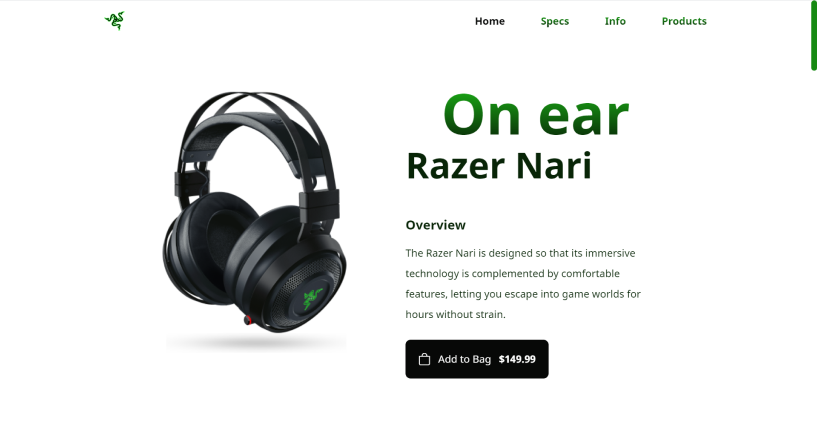 Home Specs Info Products
On ear
Razer Nari
Overview
The Razer Nari is designed so that its immersive
technology is complemented by comfortable
features, letting you escape into game worlds for
hours without strain.
Add to Bag $149.99